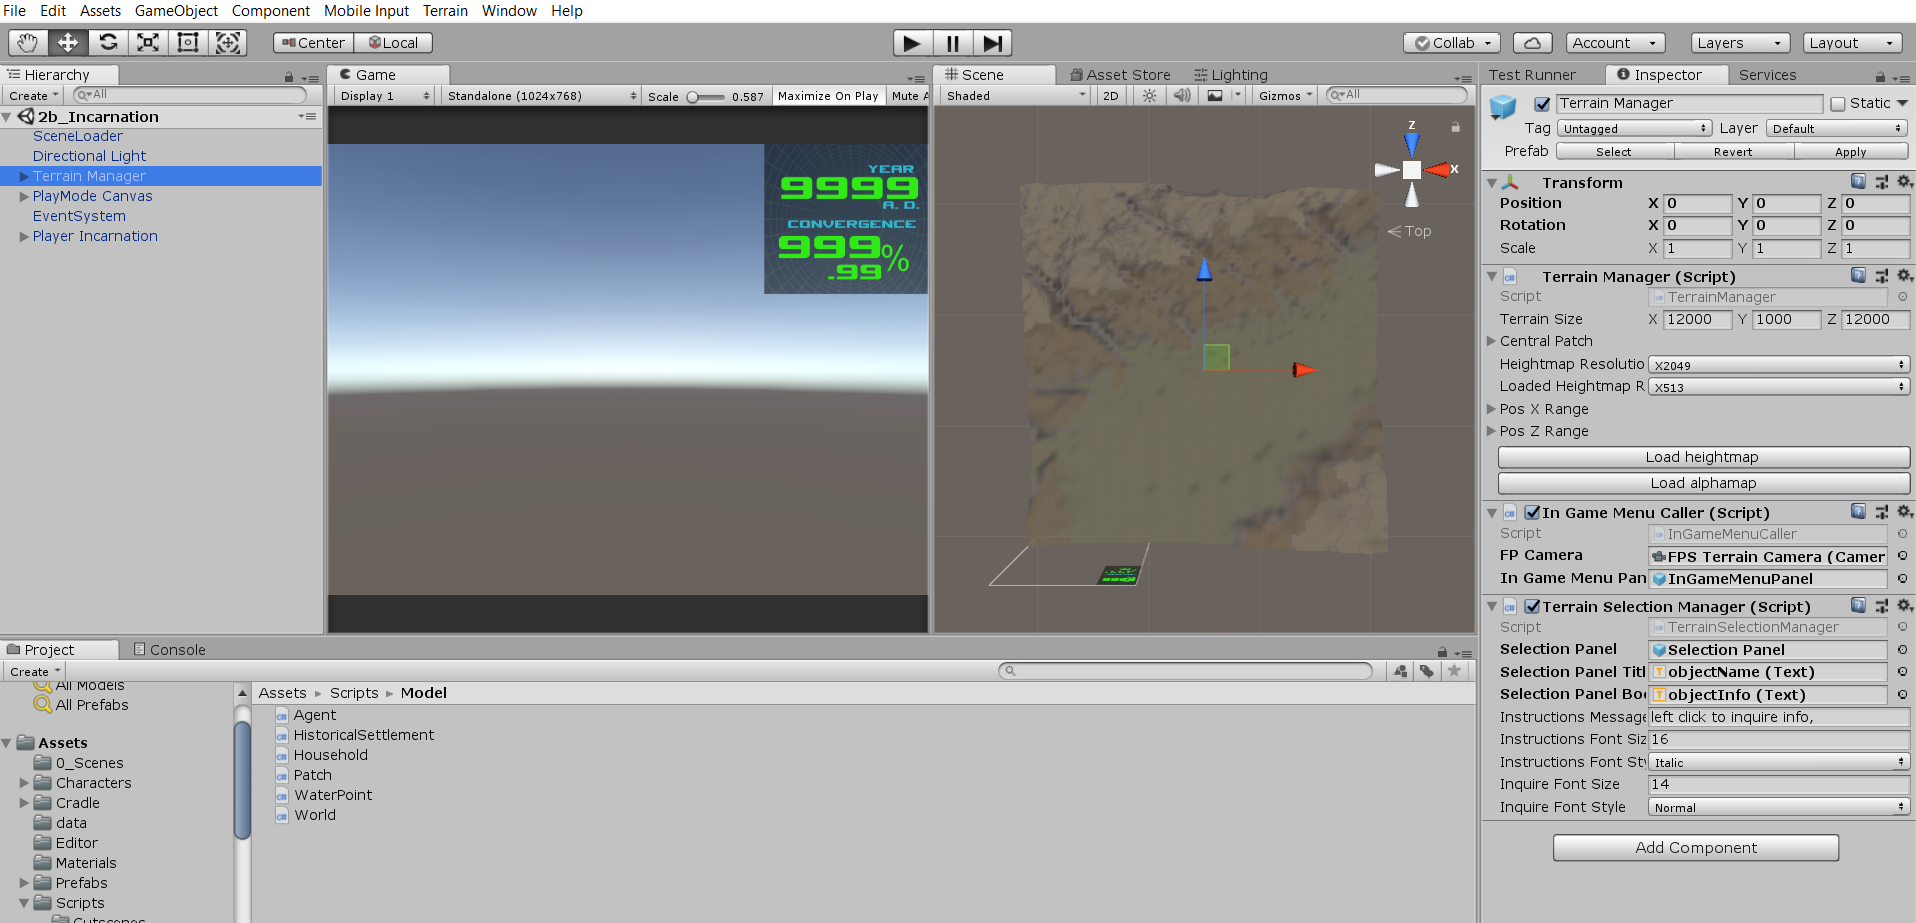 File Edit Assets GameObject Component Mobile Input Terrain Window Help
Center Local
Collab Account Layers Layout
Hierarchy
Create All
2b_Incarnation
SceneLoader
Directional Light
Terrain Manager
PlayMode Canvas
EventSystem
Player Incarnation
Game
Display 1 Standalone (1024x768) Scale 0.587 Maximize On Play Mute A
YEAR
9999
A. D.
CONVERGENCE
999%
.99
Scene Asset Store Lighting
Shaded 2D Gizmos All
Z
X
Top
Test Runner Inspector Services
Terrain Manager Static
Tag Untagged Layer Default
Prefab Select Revert Apply
Transform
Position X 0 Y 0 Z 0
Rotation X 0 Y 0 Z 0
Scale X 1 Y 1 Z 1
Terrain Manager (Script)
Script TerrainManager
Terrain Size X 12000 Y 1000 Z 12000
Central Patch
Heightmap Resolutio X2049
Loaded Heightmap R X513
Pos X Range
Pos Z Range
Load heightmap
Load alphamap
In Game Menu Caller (Script)
Script InGameMenuCaller
FP Camera FPS Terrain Camera (Camer
In Game Menu Pan InGameMenuPanel
Terrain Selection Manager (Script)
Script TerrainSelectionManager
Selection Panel Selection Panel
Selection Panel Titl objectName (Text)
Selection Panel Bo objectInfo (Text)
Instructions Message left click to inquire info,
Instructions Font Siz 16
Instructions Font Sty Italic
Inquire Font Size 14
Inquire Font Style Normal
Add Component
Project Console
Create
All Models
All Prefabs
Assets
0_Scenes
Characters
Cradle
data
Editor
Materials
Prefabs
Scripts
Cutscenes
Assets Scripts Model
Agent
HistoricalSettlement
Household
Patch
WaterPoint
World